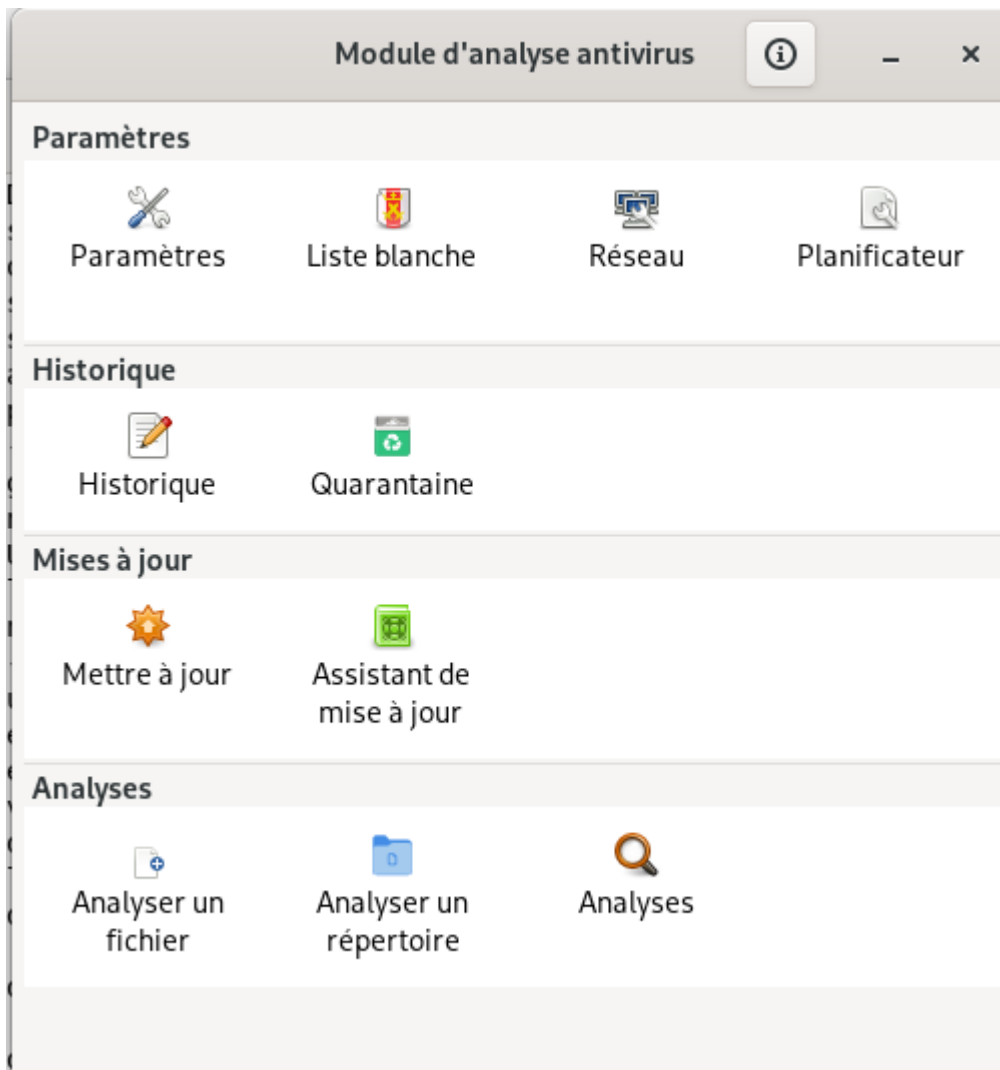 Module d'analyse antivirus
Paramètres
Paramètres
Liste blanche
Réseau
Planificateur
Historique
Historique
Quarantaine
Mises à jour
Mettre à jour
Assistant de
mise à jour
Analyses
Analyser un
fichier
Analyser un
répertoire
Analyses